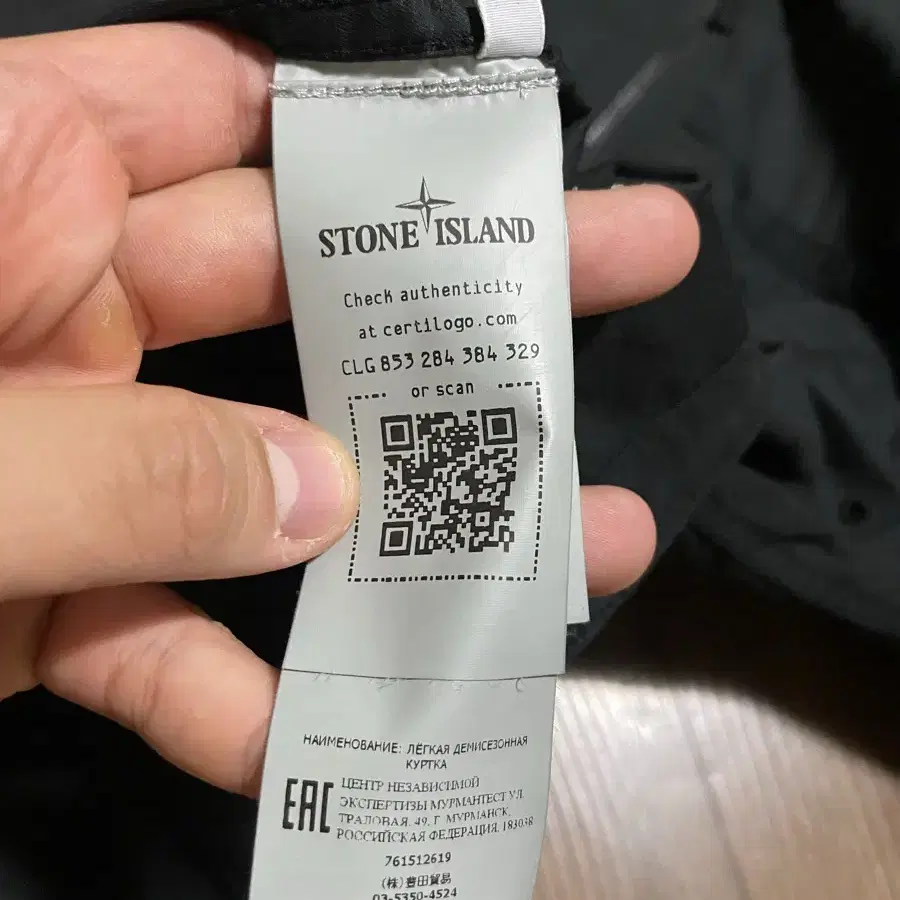 STONE ISLAND
Check authenticity
at certilogo.com
CLG 853 284 384 329
or scan
НАИМЕНОВАНИЕ: ЛЁГКАЯ ДЕМИСЕЗОННАЯ
КУРТКА
EAC
ЦЕНТР НЕЗАВИСИМОЙ
ЭКСПЕРТИЗЫ МУРМАНТЕСТ УЛ.
ТРАЛОВАЯ, 49, Г. МУРМАНСК,
РОССИЙСКАЯ ФЕДЕРАЦИЯ, 183038
761512619
(株)豊田貿易
03-5350-4524